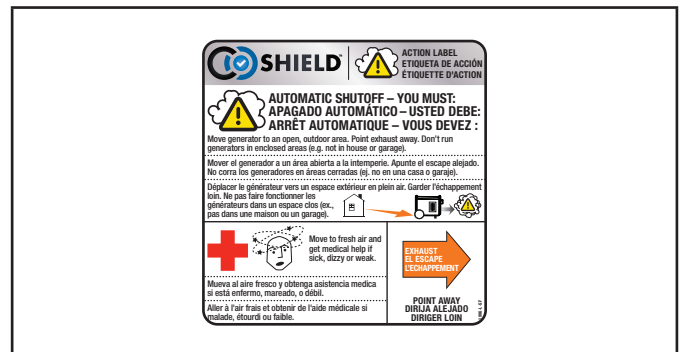 CO SHIELD™
ACTION LABEL
ETIQUETA DE ACCIÓN
ÉTIQUETTE D'ACTION
AUTOMATIC SHUTOFF – YOU MUST:
APAGADO AUTOMÁTICO – USTED DEBE:
ARRÊT AUTOMATIQUE – VOUS DEVEZ :
Move generator to an open, outdoor area. Point exhaust away. Don't run
generators in enclosed areas (e.g. not in house or garage).
Mover el generador a un área abierta a la intemperie. Apunte el escape alejado.
No corra los generadores en áreas cerradas (ej. no en una casa o garaje).
Déplacer le générateur vers un espace extérieur en plein air. Garder l'échappement
loin. Ne pas faire fonctionner les
générateurs dans un espace clos (ex.,
pas dans une maison ou un garage).
Move to fresh air and
get medical help if
sick, dizzy or weak.
Mueva al aire fresco y obtenga asistencia medica
si está enfermo, mareado, o débil.
Aller à l'air frais et obtenir de l'aide médicale si
malade, étourdi ou faible.
EXHAUST
EL ESCAPE
L'ECHAPPEMENT
POINT AWAY
DIRIJA ALEJADO
DIRIGER LOIN